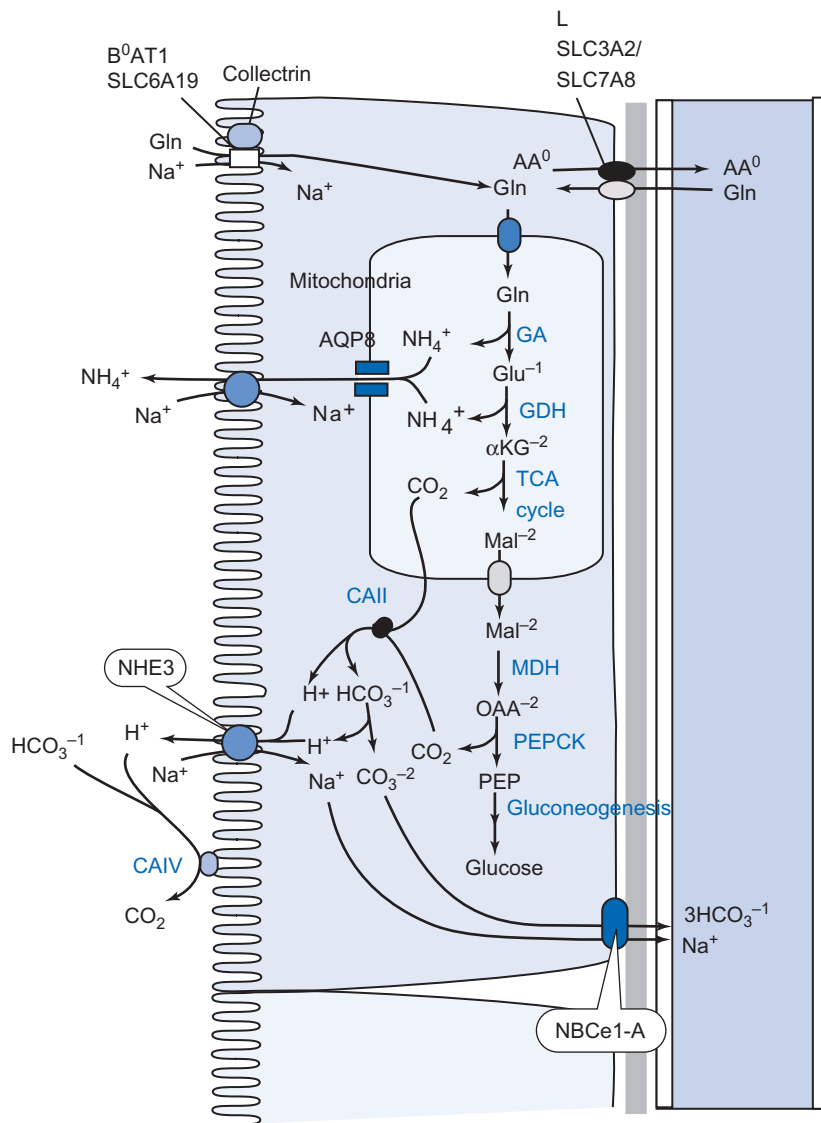 B⁰AT1
SLC6A19
Collectrin
L
SLC3A2/
SLC7A8
Gln
Na⁺
Na⁺
Gln
AA⁰
AA⁰
Gln
Mitochondria
Gln
AQP8
NH₄⁺
GA
Glu⁻¹
NH₄⁺
Na⁺
Na+
NH₄⁺
GDH
αKG⁻²
CO₂
TCA
cycle
Mal⁻²
CAII
Mal⁻²
NHE3
MDH
H+
HCO₃⁻¹
OAA⁻²
HCO₃⁻¹
H⁺
Na⁺
H⁺
Na⁺
CO₃⁻²
CO₂
PEPCK
PEP
Gluconeogenesis
CAIV
Glucose
CO₂
3HCO₃⁻¹
Na⁺
NBCe1-A